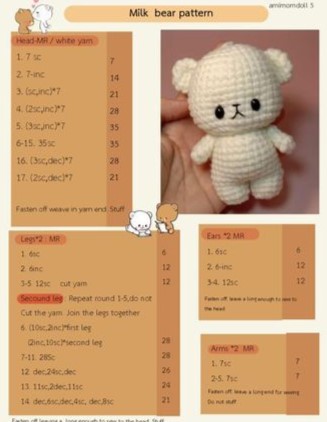 amimomdoll 5
Milk bear pattern
Head-MR / white yarn
1. 7 sc 7
2. 7-inc 14
3. (sc,inc)*7 21
4. (2sc,inc)*7 28
5. (3sc,inc)*7 35
6-15. 35sc 35
16. (3sc,dec)*7 28
17. (2sc,dec)*7 21
Fasten off weave in yarn end. Stuff
Legs*2 : MR
1. 6sc 6
2. 6inc 12
3-5 12sc cut yarn 12
Secound leg : Repeat round 1-5,do not
Cut the yarn. Join the legs together
6. (10sc,2inc)*first leg
(2inc,10sc)*second leg 28
7-11 28Sc 28
12. dec,24sc,dec 26
13. 11sc,2dec,11sc 24
14. dec,6sc,dec,4sc, dec,8sc 21
Fasten off leaving a long enough to sew to the head. Stuff
Ears *2 MR
1. 6sc 6
2. 6-inc 12
3-4. 12sc 12
Fasten off, leave a long enough to sew to
the head
Arms *2 MR
1. 7sc 7
2-5. 7sc 7
Fasten off, leave a long end for sewing
Do not stuff